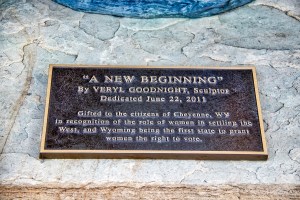 "A NEW BEGINNING"
By VERYL GOODNIGHT, Sculptor
Dedicated June 22, 2011
Gifted to the citizens of Cheyenne, WY
in recognition of the role of women in settling the
West, and Wyoming being the first state to grant
women the right to vote.